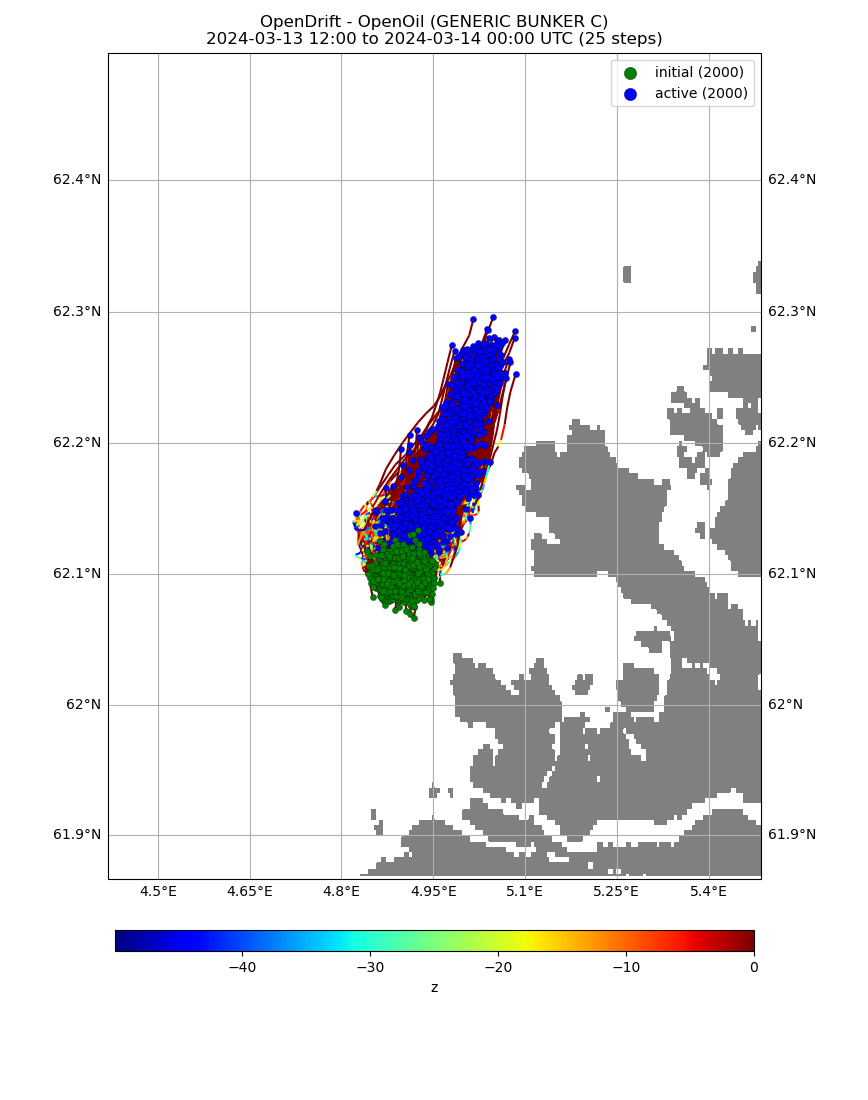 OpenDrift - OpenOil (GENERIC BUNKER C)
2024-03-13 12:00 to 2024-03-14 00:00 UTC (25 steps)
initial (2000)
active (2000)
62.4°N 62.4°N
62.3°N 62.3°N
62.2°N 62.2°N
62.1°N 62.1°N
62°N 62°N
61.9°N 61.9°N
4.5°E 4.65°E 4.8°E 4.95°E 5.1°E 5.25°E 5.4°E
−40 −30 −20 −10 0
z